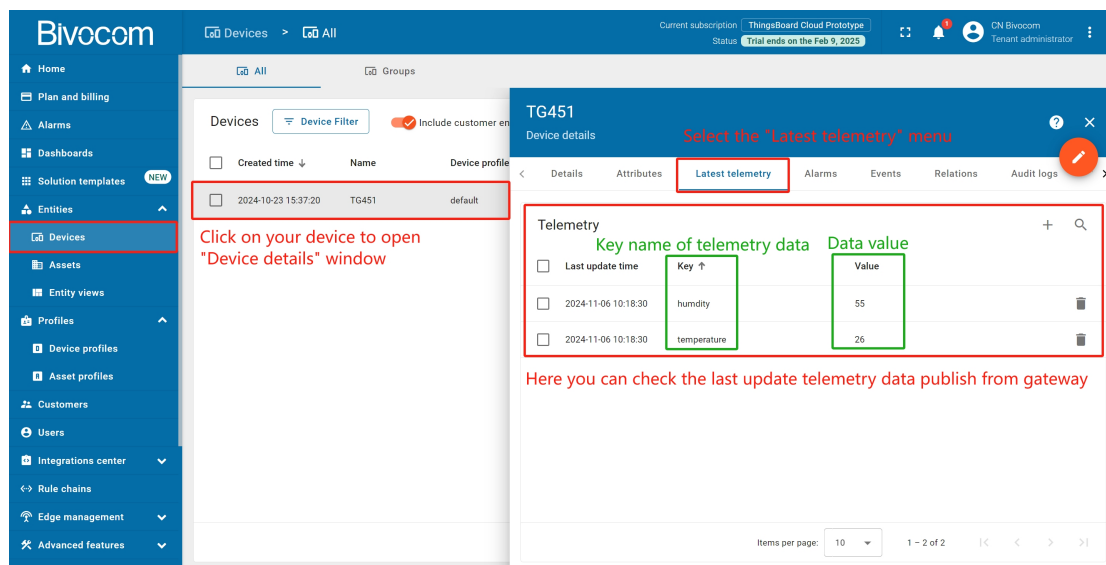 Bivocom
Devices > All
Current subscription ThingsBoard Cloud Prototype
Status Trial ends on the Feb 9, 2025
CN Bivocom
Tenant administrator
Home
Plan and billing
Alarms
Dashboards
Solution templates NEW
Entities
Devices
Assets
Entity views
Profiles
Device profiles
Asset profiles
Customers
Users
Integrations center
Rule chains
Edge management
Advanced features
All Groups
Devices Device Filter Include customer en
Created time ↓ Name Device profile
2024-10-23 15:37:20 TG451 default
Click on your device to open
"Device details" window
TG451
Device details
Select the "Latest telemetry" menu
Details Attributes Latest telemetry Alarms Events Relations Audit logs
Telemetry
Key name of telemetry data Data value
Last update time Key ↑ Value
2024-11-06 10:18:30 humdity 55
2024-11-06 10:18:30 temperature 26
Here you can check the last update telemetry data publish from gateway
Items per page: 10 1 – 2 of 2